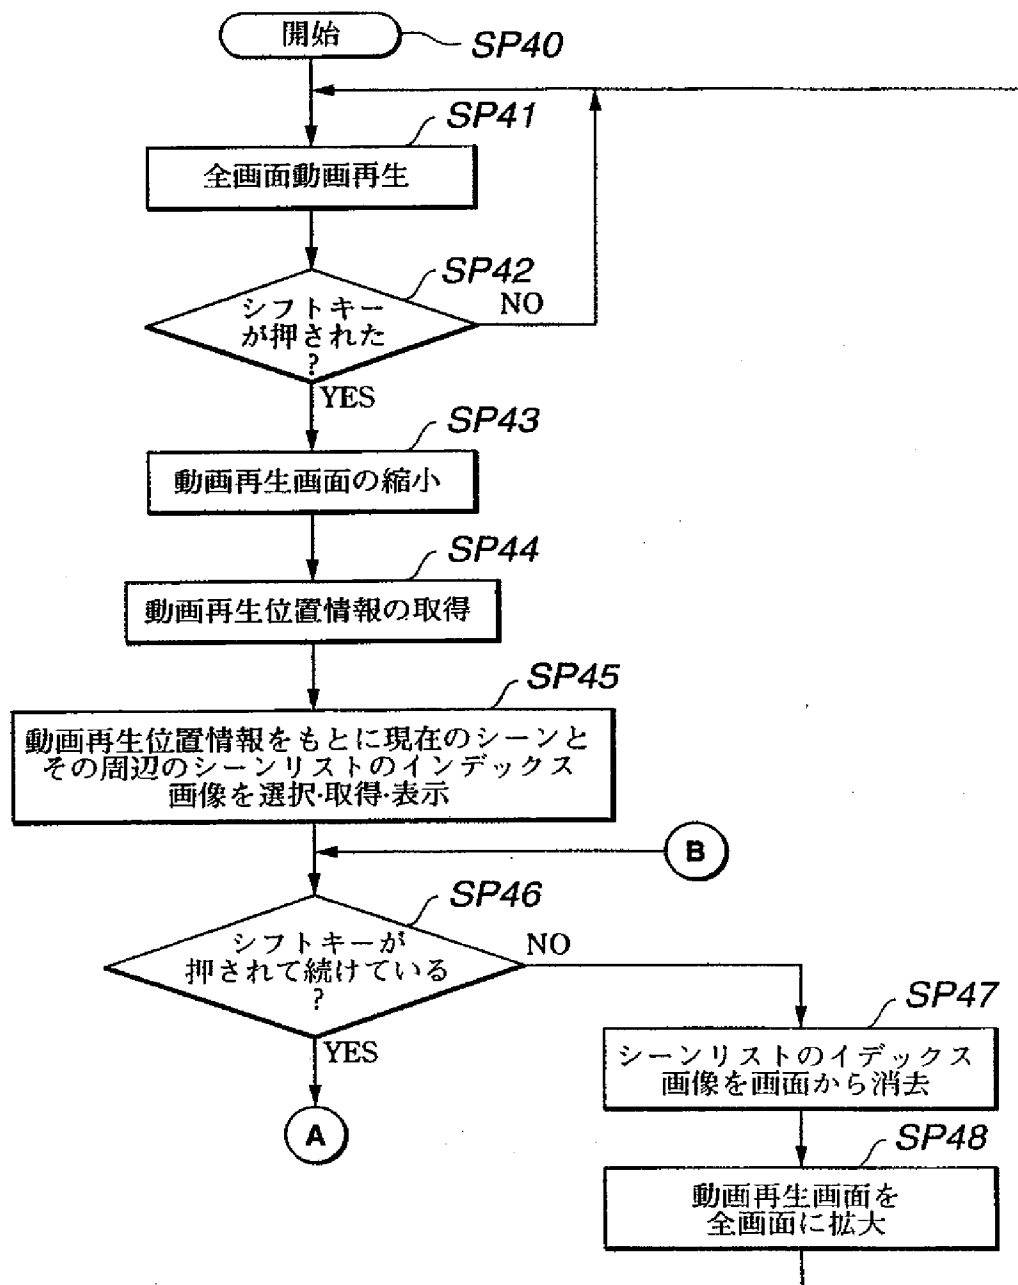 開始
SP40
SP41
全画面動画再生
SP42
シフトキー
が押された
?
NO
YES
SP43
動画再生画面の縮小
SP44
動画再生位置情報の取得
SP45
動画再生位置情報をもとに現在のシーンと
その周辺のシーンリストのインデックス
画像を選択·取得·表示
B
SP46
シフトキーが
押されて続けている
?
NO
YES
A
SP47
シーンリストのイデックス
画像を画面から消去
SP48
動画再生画面を
全画面に拡大